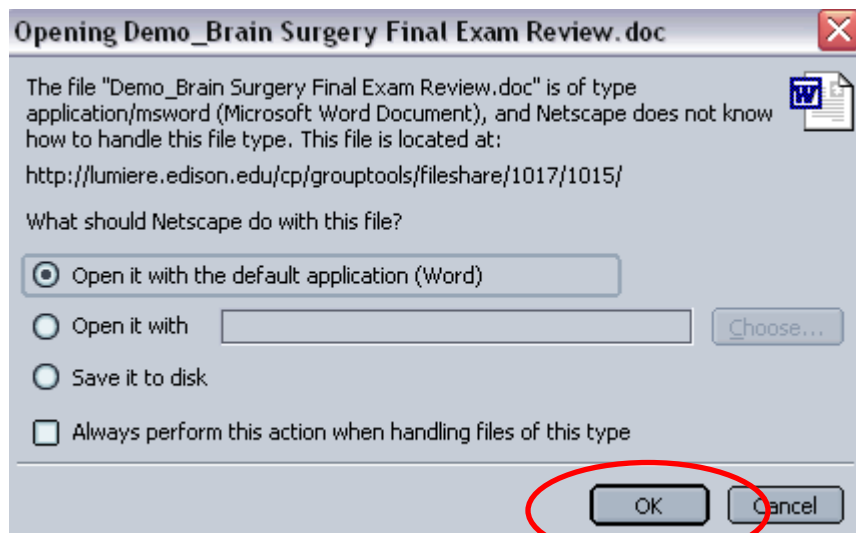 Opening Demo_Brain Surgery Final Exam Review.doc
The file "Demo_Brain Surgery Final Exam Review.doc" is of type
application/msword (Microsoft Word Document), and Netscape does not know
how to handle this file type. This file is located at:
http://lumiere.edison.edu/cp/grouptools/fileshare/1017/1015/
What should Netscape do with this file?
Open it with the default application (Word)
Open it with Choose...
Save it to disk
Always perform this action when handling files of this type
OK Cancel